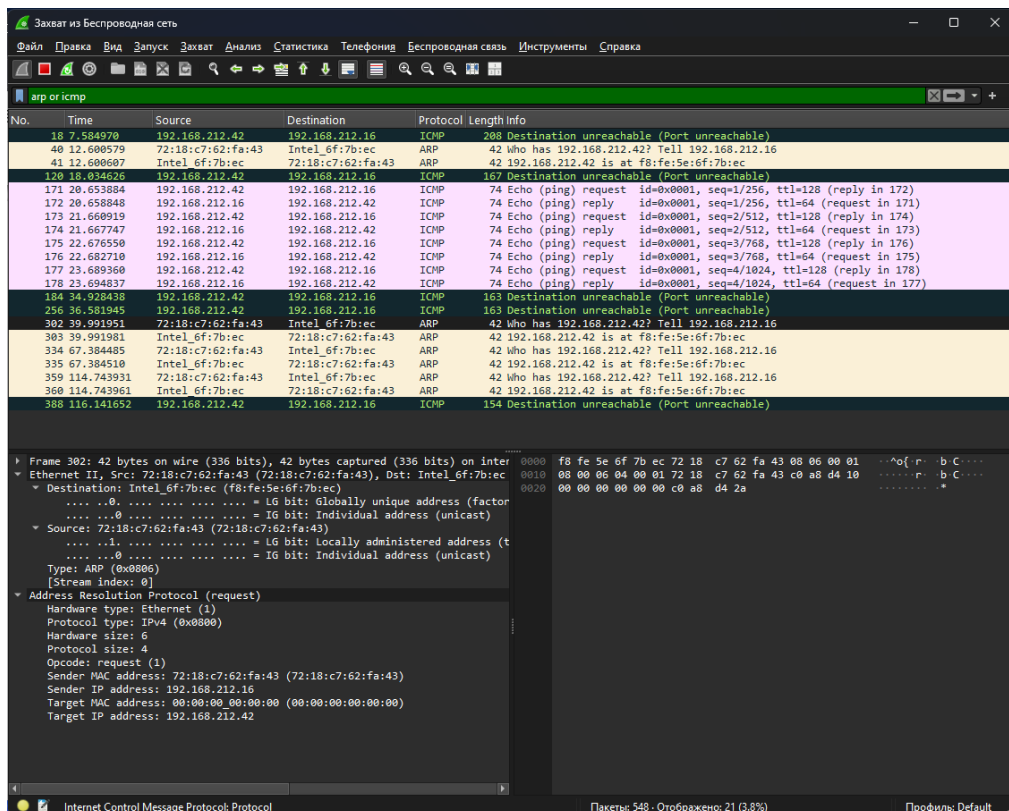 Захват из Беспроводная сеть
Файл Правка Вид Запуск Захват Анализ Статистика Телефония Беспроводная связь Инструменты Справка
arp or icmp
No. Time Source Destination Protocol Length Info
18 7.584970 192.168.212.42 192.168.212.16 ICMP 208 Destination unreachable (Port unreachable)
40 12.600579 72:18:c7:62:fa:43 Intel_6f:7b:ec ARP 42 Who has 192.168.212.42? Tell 192.168.212.16
41 12.600607 Intel_6f:7b:ec 72:18:c7:62:fa:43 ARP 42 192.168.212.42 is at f8:fe:5e:6f:7b:ec
120 18.034626 192.168.212.42 192.168.212.16 ICMP 167 Destination unreachable (Port unreachable)
171 20.653884 192.168.212.42 192.168.212.16 ICMP 74 Echo (ping) request id=0x0001, seq=1/256, ttl=128 (reply in 172)
172 20.658848 192.168.212.16 192.168.212.42 ICMP 74 Echo (ping) reply id=0x0001, seq=1/256, ttl=64 (request in 171)
173 21.660919 192.168.212.42 192.168.212.16 ICMP 74 Echo (ping) request id=0x0001, seq=2/512, ttl=128 (reply in 174)
174 21.667747 192.168.212.16 192.168.212.42 ICMP 74 Echo (ping) reply id=0x0001, seq=2/512, ttl=64 (request in 173)
175 22.676550 192.168.212.42 192.168.212.16 ICMP 74 Echo (ping) request id=0x0001, seq=3/768, ttl=128 (reply in 176)
176 22.682710 192.168.212.16 192.168.212.42 ICMP 74 Echo (ping) reply id=0x0001, seq=3/768, ttl=64 (request in 175)
177 23.689360 192.168.212.42 192.168.212.16 ICMP 74 Echo (ping) request id=0x0001, seq=4/1024, ttl=128 (reply in 178)
178 23.694837 192.168.212.16 192.168.212.42 ICMP 74 Echo (ping) reply id=0x0001, seq=4/1024, ttl=64 (request in 177)
184 34.928438 192.168.212.42 192.168.212.16 ICMP 163 Destination unreachable (Port unreachable)
256 36.581945 192.168.212.42 192.168.212.16 ICMP 163 Destination unreachable (Port unreachable)
302 39.991951 72:18:c7:62:fa:43 Intel_6f:7b:ec ARP 42 Who has 192.168.212.42? Tell 192.168.212.16
303 39.991981 Intel_6f:7b:ec 72:18:c7:62:fa:43 ARP 42 192.168.212.42 is at f8:fe:5e:6f:7b:ec
334 67.384485 72:18:c7:62:fa:43 Intel_6f:7b:ec ARP 42 Who has 192.168.212.42? Tell 192.168.212.16
335 67.384510 Intel_6f:7b:ec 72:18:c7:62:fa:43 ARP 42 192.168.212.42 is at f8:fe:5e:6f:7b:ec
359 114.743931 72:18:c7:62:fa:43 Intel_6f:7b:ec ARP 42 Who has 192.168.212.42? Tell 192.168.212.16
360 114.743961 Intel_6f:7b:ec 72:18:c7:62:fa:43 ARP 42 192.168.212.42 is at f8:fe:5e:6f:7b:ec
388 116.141652 192.168.212.42 192.168.212.16 ICMP 154 Destination unreachable (Port unreachable)
Frame 302: 42 bytes on wire (336 bits), 42 bytes captured (336 bits) on inter
Ethernet II, Src: 72:18:c7:62:fa:43 (72:18:c7:62:fa:43), Dst: Intel_6f:7b:ec
Destination: Intel_6f:7b:ec (f8:fe:5e:6f:7b:ec)
.... ..0. .... .... .... .... = LG bit: Globally unique address (factor
.... ...0 .... .... .... .... = IG bit: Individual address (unicast)
Source: 72:18:c7:62:fa:43 (72:18:c7:62:fa:43)
.... ..1. .... .... .... .... = LG bit: Locally administered address (t
.... ...0 .... .... .... .... = IG bit: Individual address (unicast)
Type: ARP (0x0806)
[Stream index: 0]
Address Resolution Protocol (request)
Hardware type: Ethernet (1)
Protocol type: IPv4 (0x0800)
Hardware size: 6
Protocol size: 4
Opcode: request (1)
Sender MAC address: 72:18:c7:62:fa:43 (72:18:c7:62:fa:43)
Sender IP address: 192.168.212.16
Target MAC address: 00:00:00_00:00:00 (00:00:00:00:00:00)
Target IP address: 192.168.212.42
0000 f8 fe 5e 6f 7b ec 72 18 c7 62 fa 43 08 06 00 01 ··^o{·r· ·b·C····
0010 08 00 06 04 00 01 72 18 c7 62 fa 43 c0 a8 d4 10 ······r· ·b·C····
0020 00 00 00 00 00 00 c0 a8 d4 2a ········ ·*
Internet Control Message Protocol: Protocol
Пакеты: 548 · Отображено: 21 (3.8%)
Профиль: Default